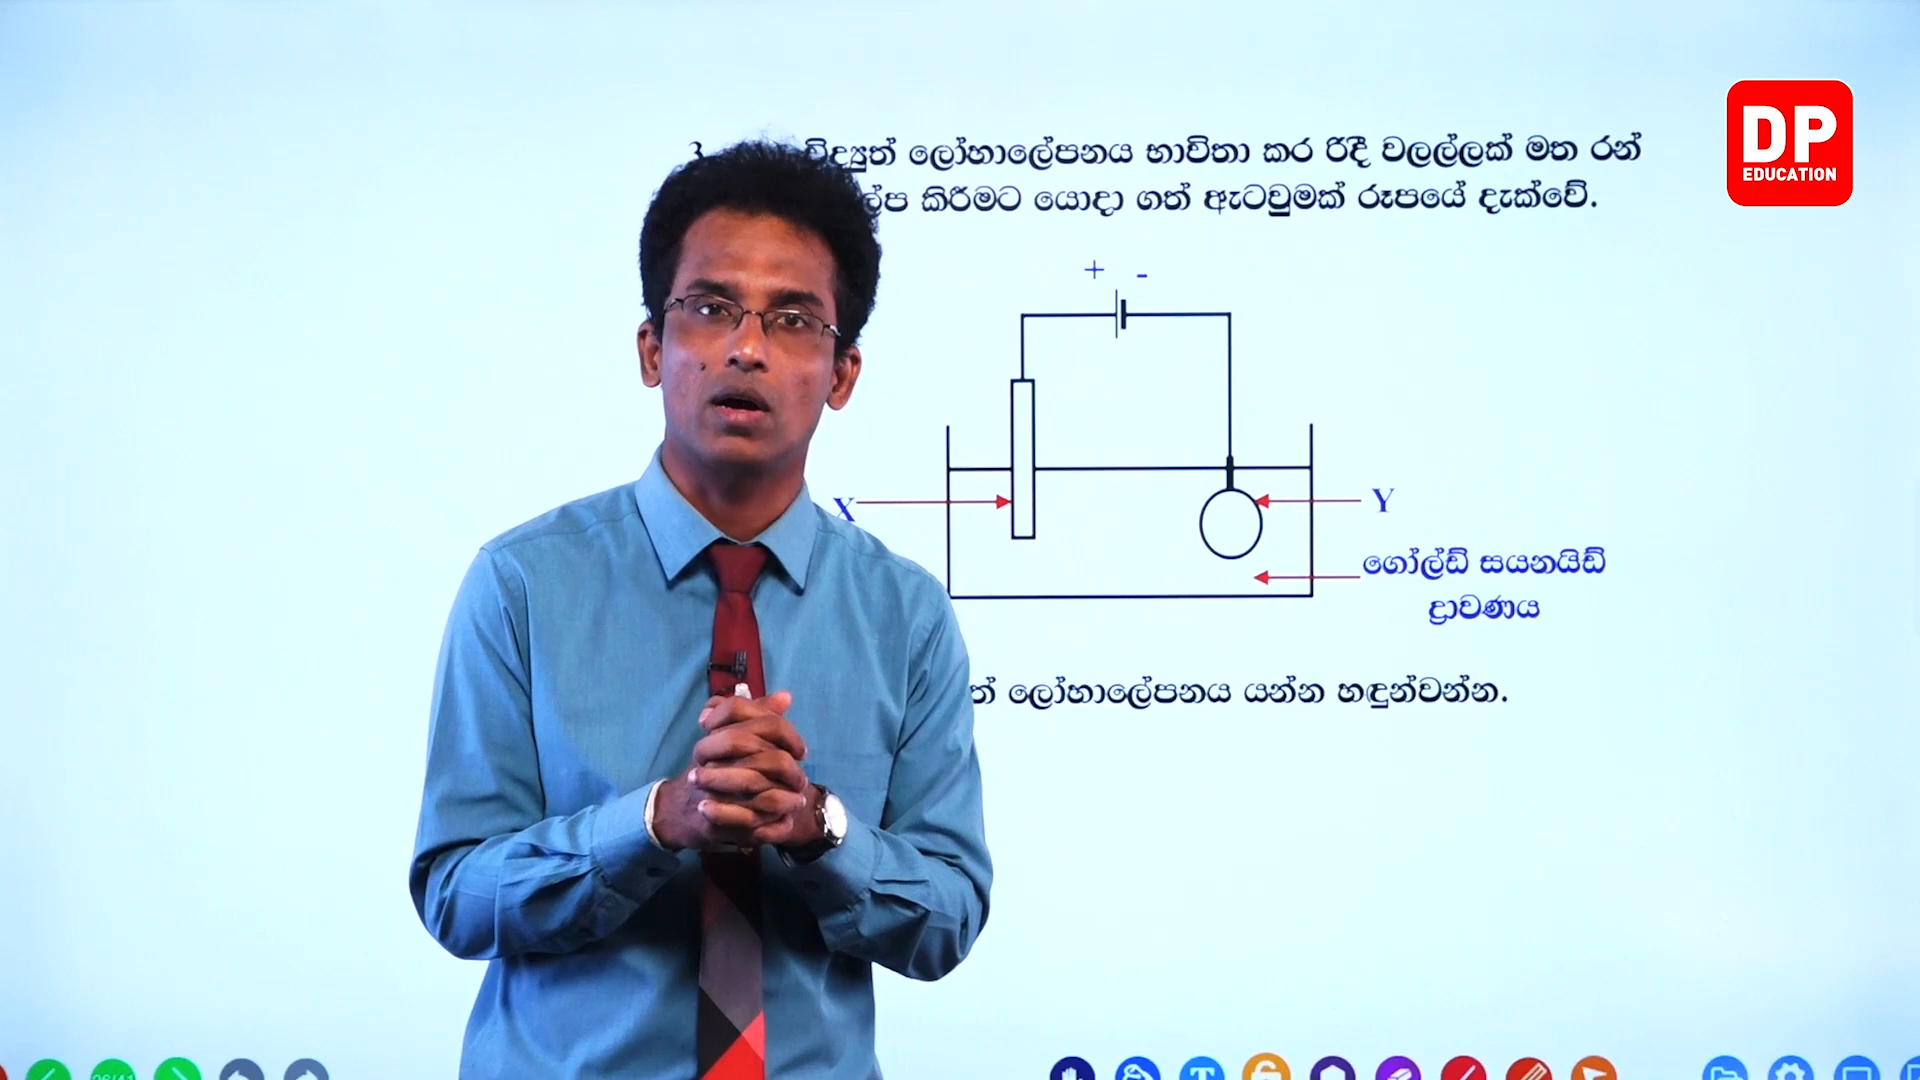 DP
EDUCATION
විද්‍යුත් ලෝහාලේපනය භාවිතා කර රිදී වලල්ලක් මත රන්
කිරීමට යොදා ගත් ඇටවුමක් රූපයේ දැක්වේ.
+ -
X
Y
ගෝල්ඩ් සයනයිඩ්
ද්‍රාවණය
ලෝහාලේපනය යන්න හඳුන්වන්න.